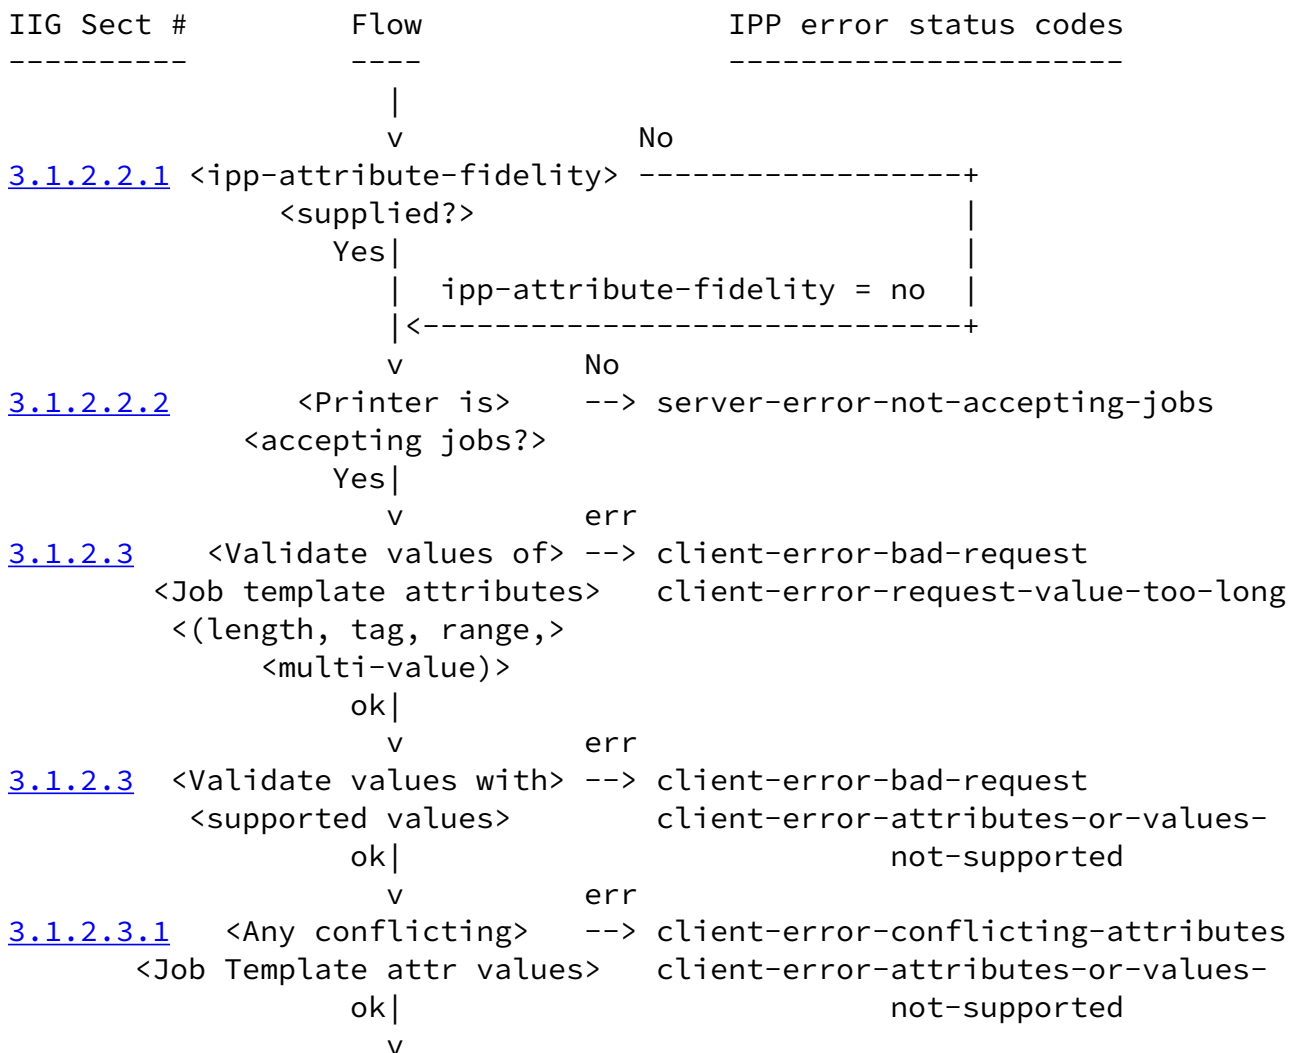 IIG Sect #         Flow                 IPP error status codes
----------         ----                 ----------------------
                     |
                     v             No
3.1.2.2.1 <ipp-attribute-fidelity> ------------------+
               <supplied?>                           |
                  Yes|                               |
                     |  ipp-attribute-fidelity = no  |
                     |<------------------------------+
                     v          No
3.1.2.2.2       <Printer is>    --> server-error-not-accepting-jobs
             <accepting jobs?>
                  Yes|
                     v          err
3.1.2.3    <Validate values of> --> client-error-bad-request
        <Job template attributes>   client-error-request-value-too-long
         <(length, tag, range,>
              <multi-value)>
                   ok|
                     v          err
3.1.2.3  <Validate values with> --> client-error-bad-request
          <supported values>        client-error-attributes-or-values-
                   ok|                           not-supported
                     v          err
3.1.2.3.1   <Any conflicting>   --> client-error-conflicting-attributes
       <Job Template attr values>   client-error-attributes-or-values-
                   ok|                           not-supported
                     v